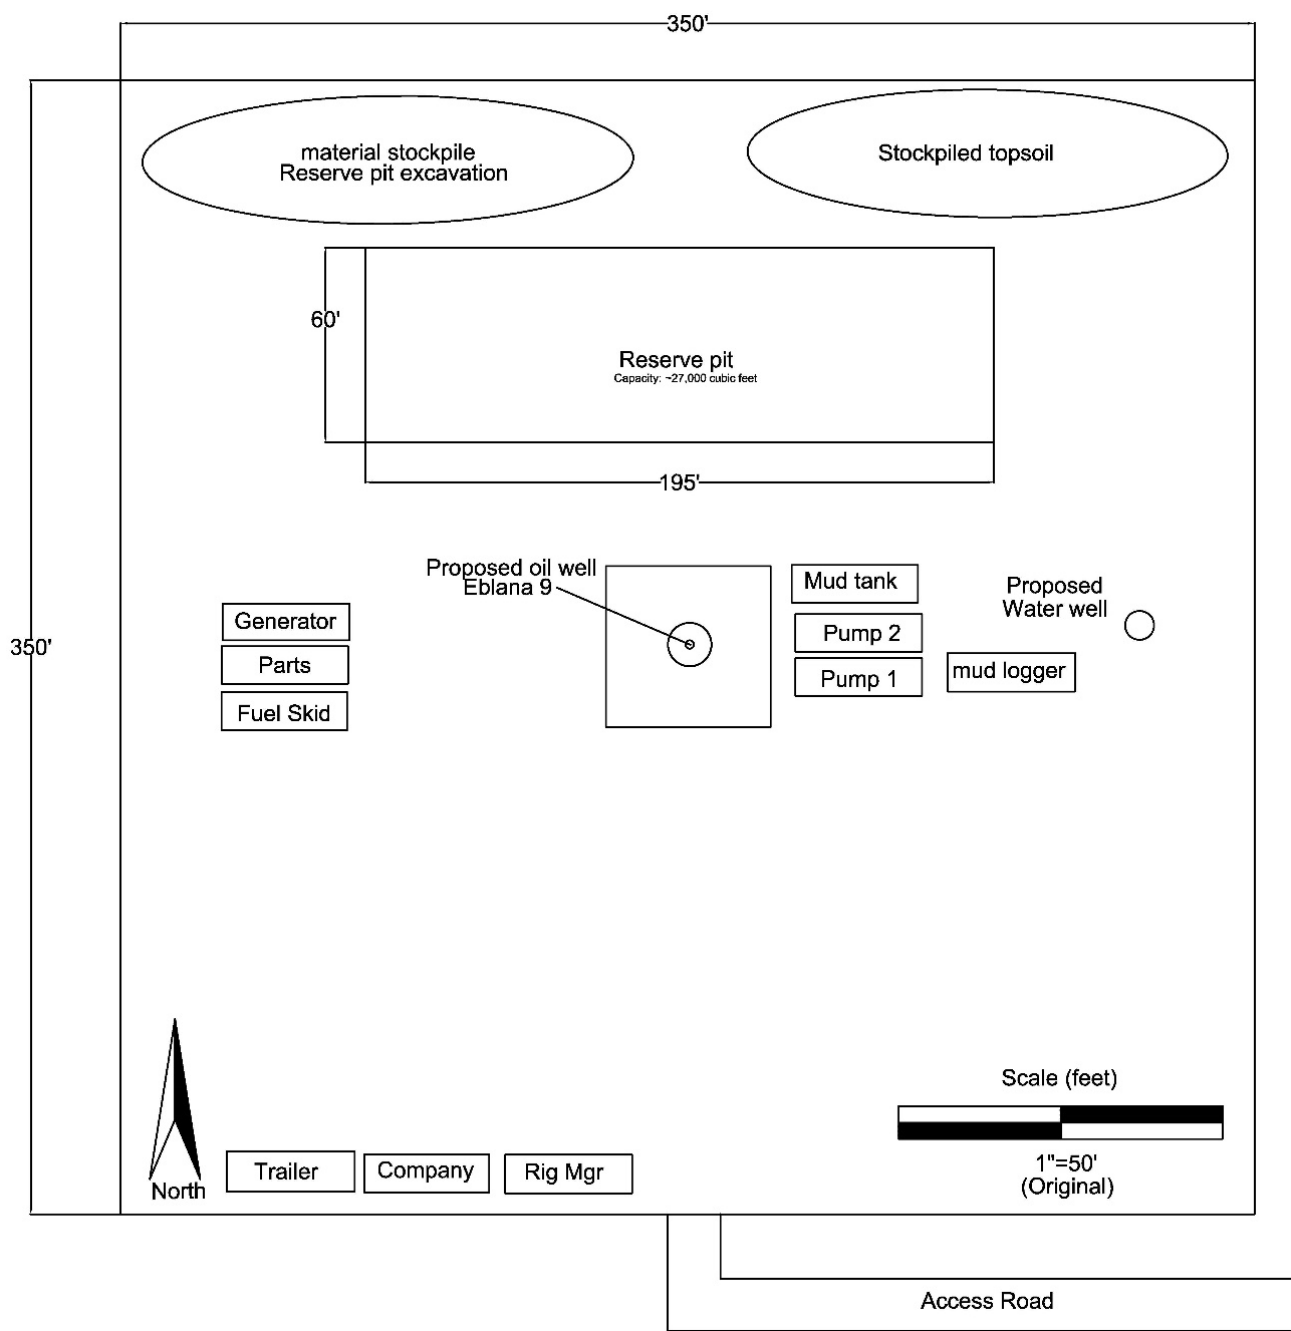 350'
material stockpile
Reserve pit excavation
Stockpiled topsoil
60'
Reserve pit
Capacity: ~27,000 cubic feet
195'
Proposed oil well
Eblana 9
Mud tank
Proposed
Water well
Generator
Pump 2
350'
Parts
Pump 1
mud logger
Fuel Skid
Scale (feet)
1"=50'
(Original)
North
Trailer
Company
Rig Mgr
Access Road